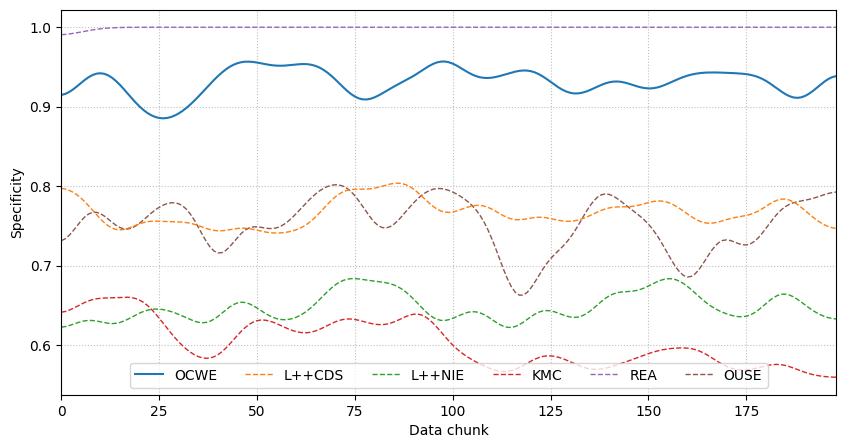 1.0
0.9
0.8
0.7
0.6
Specificity
OCWE L++CDS L++NIE KMC REA OUSE
0 25 50 75 100 125 150 175
Data chunk